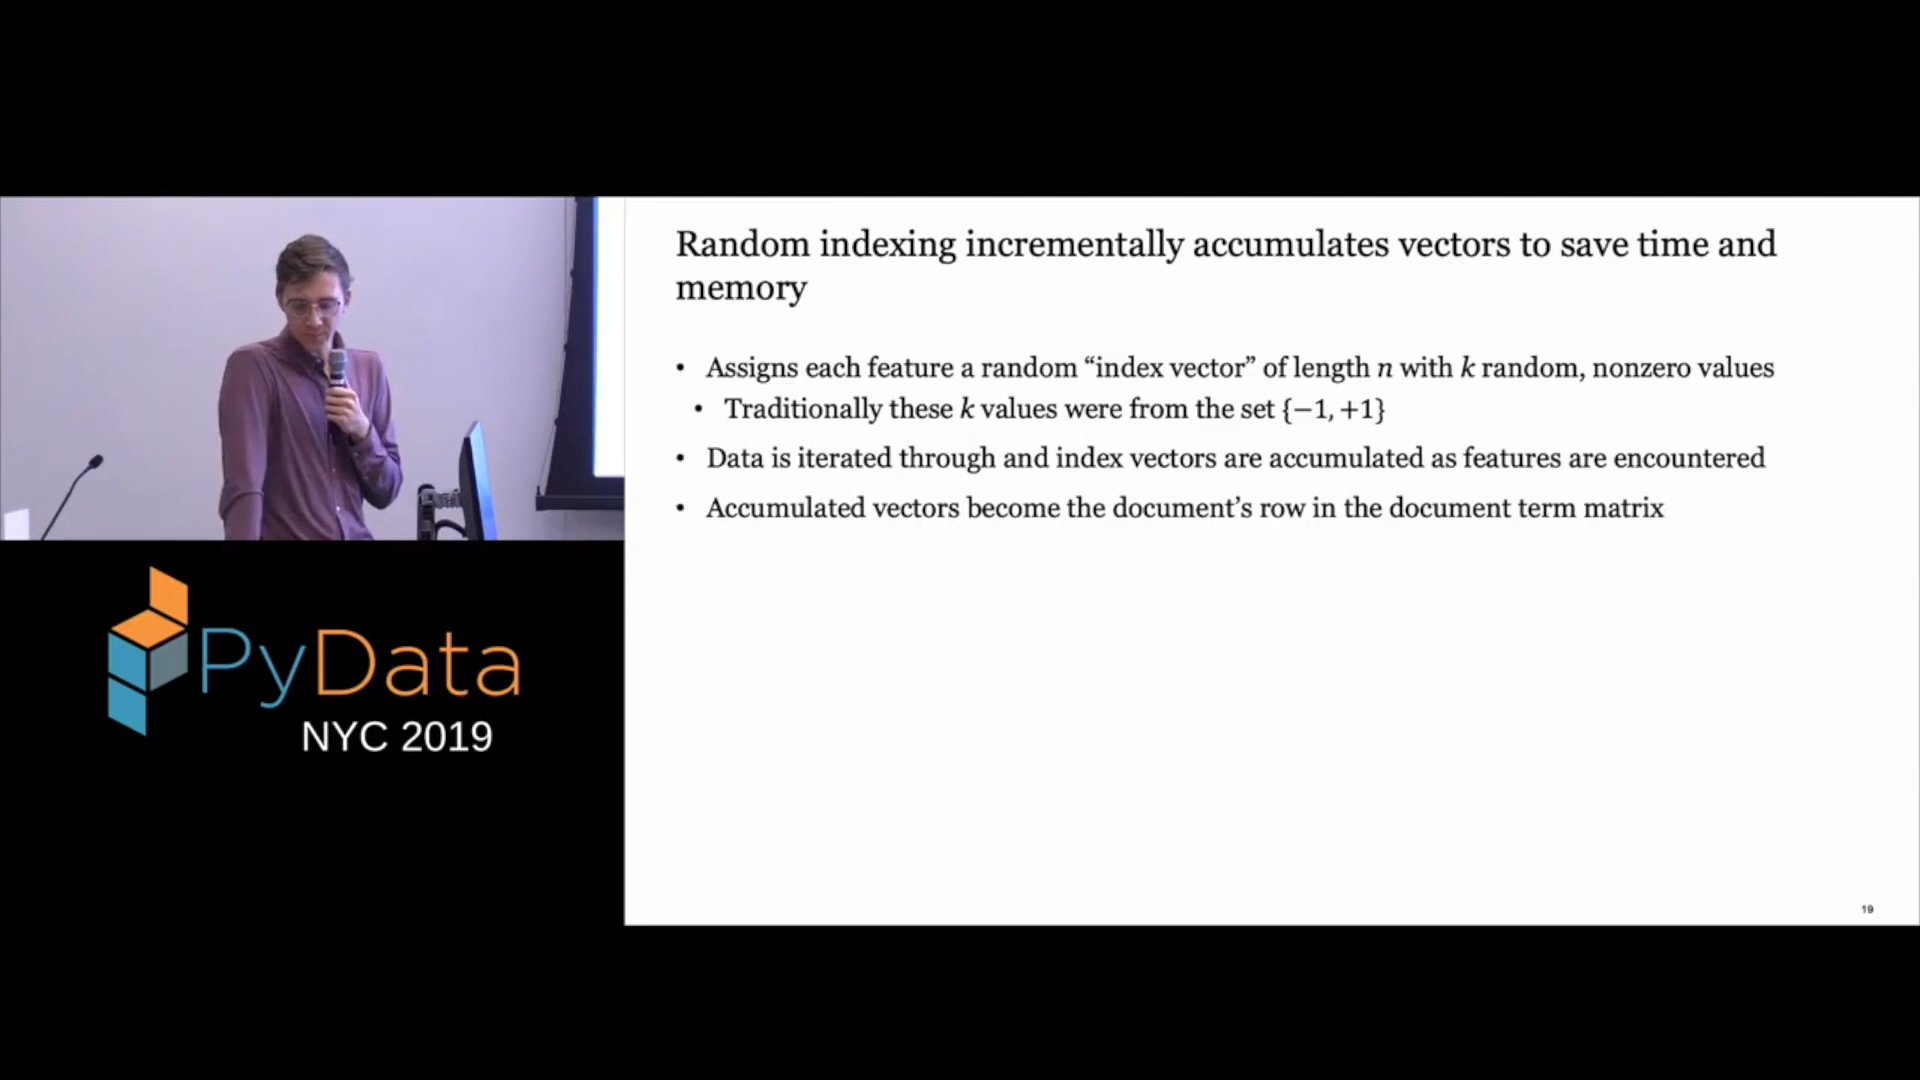 Random indexing incrementally accumulates vectors to save time and
memory
• Assigns each feature a random “index vector” of length n with k random, nonzero values
• Traditionally these k values were from the set {−1, +1}
• Data is iterated through and index vectors are accumulated as features are encountered
• Accumulated vectors become the document’s row in the document term matrix
19
PyData
NYC 2019